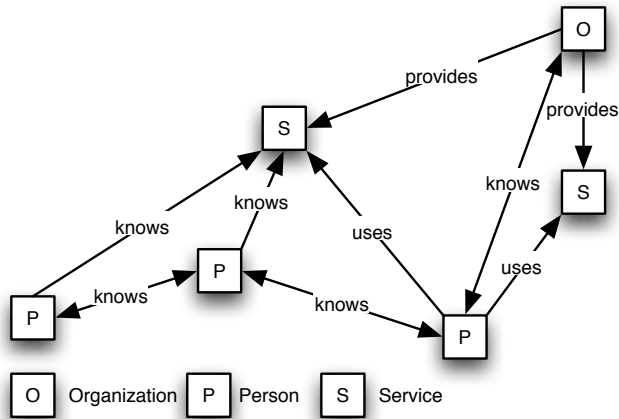 O
provides
provides
S
knows
S
knows
knows
uses
uses
P
knows
knows
P
P
O Organization P Person S Service